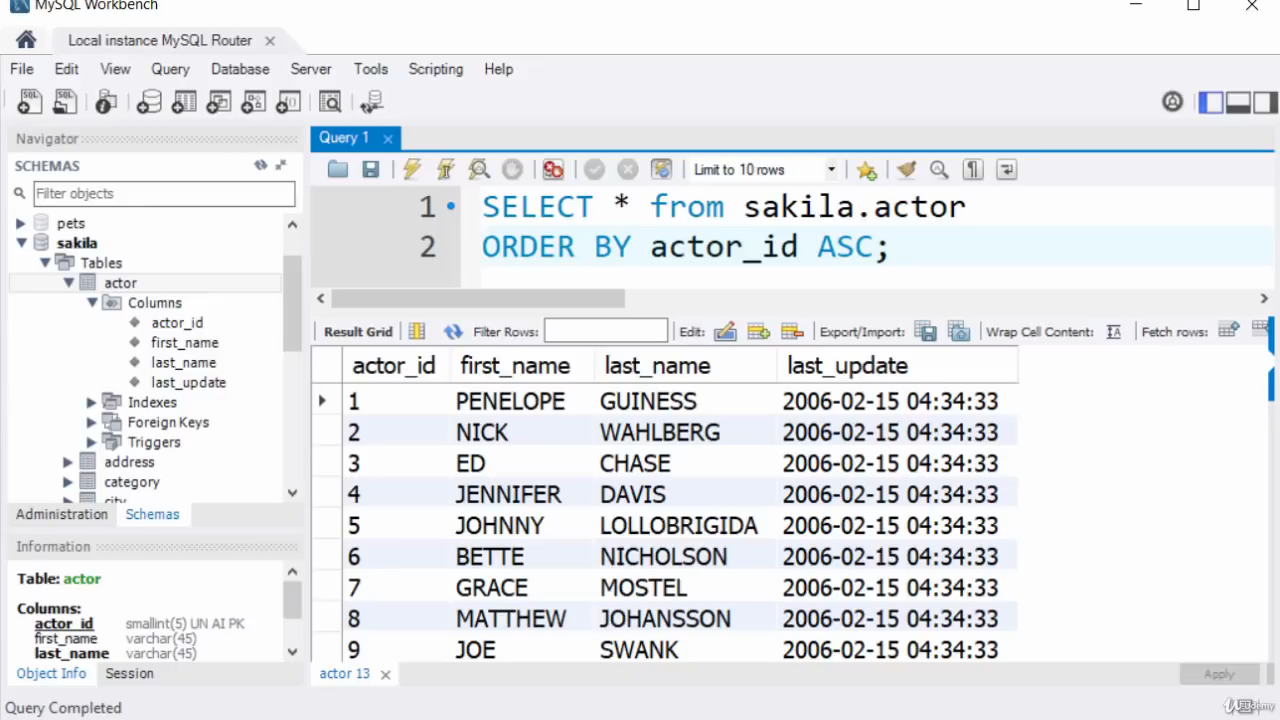 MySQL Workbench
Local instance MySQL Router
File Edit View Query Database Server Tools Scripting Help
Navigator
SCHEMAS
Filter objects
pets
sakila
Tables
actor
Columns
actor_id
first_name
last_name
last_update
Indexes
Foreign Keys
Triggers
address
category
city
Administration Schemas
Information
Table: actor
Columns:
actor_id smallint(5) UN AI PK
first_name varchar(45)
last_name varchar(45)
Object Info Session
Query Completed
Query 1
Limit to 10 rows
1 SELECT * from sakila.actor
2 ORDER BY actor_id ASC;
Result Grid Filter Rows: Edit: Export/Import: Wrap Cell Content: Fetch rows:
actor_id first_name last_name last_update
1 PENELOPE GUINESS 2006-02-15 04:34:33
2 NICK WAHLBERG 2006-02-15 04:34:33
3 ED CHASE 2006-02-15 04:34:33
4 JENNIFER DAVIS 2006-02-15 04:34:33
5 JOHNNY LOLLOBRIGIDA 2006-02-15 04:34:33
6 BETTE NICHOLSON 2006-02-15 04:34:33
7 GRACE MOSTEL 2006-02-15 04:34:33
8 MATTHEW JOHANSSON 2006-02-15 04:34:33
9 JOE SWANK 2006-02-15 04:34:33
actor 13
Apply